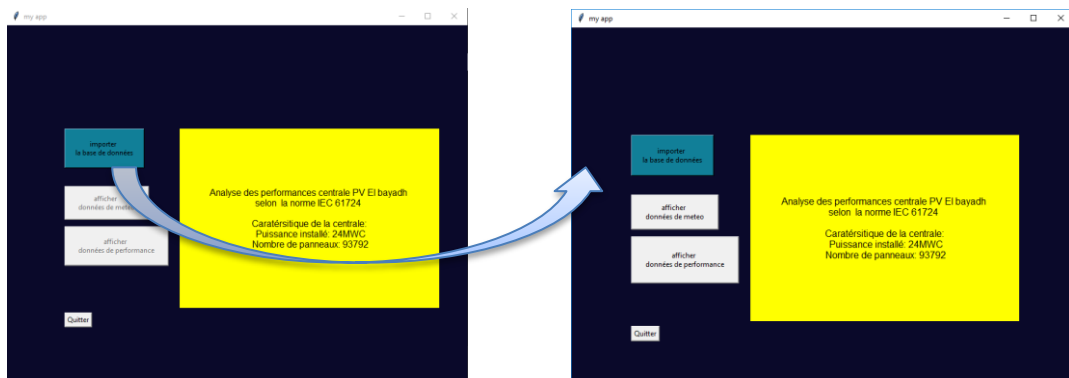 my app
importer
la base de données
afficher
données de meteo
afficher
données de performance
Quitter
Analyse des performances centrale PV El bayadh
selon la norme IEC 61724
Caratérsitique de la centrale:
Puissance installé: 24MWC
Nombre de panneaux: 93792
my app
importer
la base de données
afficher
données de meteo
afficher
données de performance
Quitter
Analyse des performances centrale PV El bayadh
selon la norme IEC 61724
Caratérsitique de la centrale:
Puissance installé: 24MWC
Nombre de panneaux: 93792